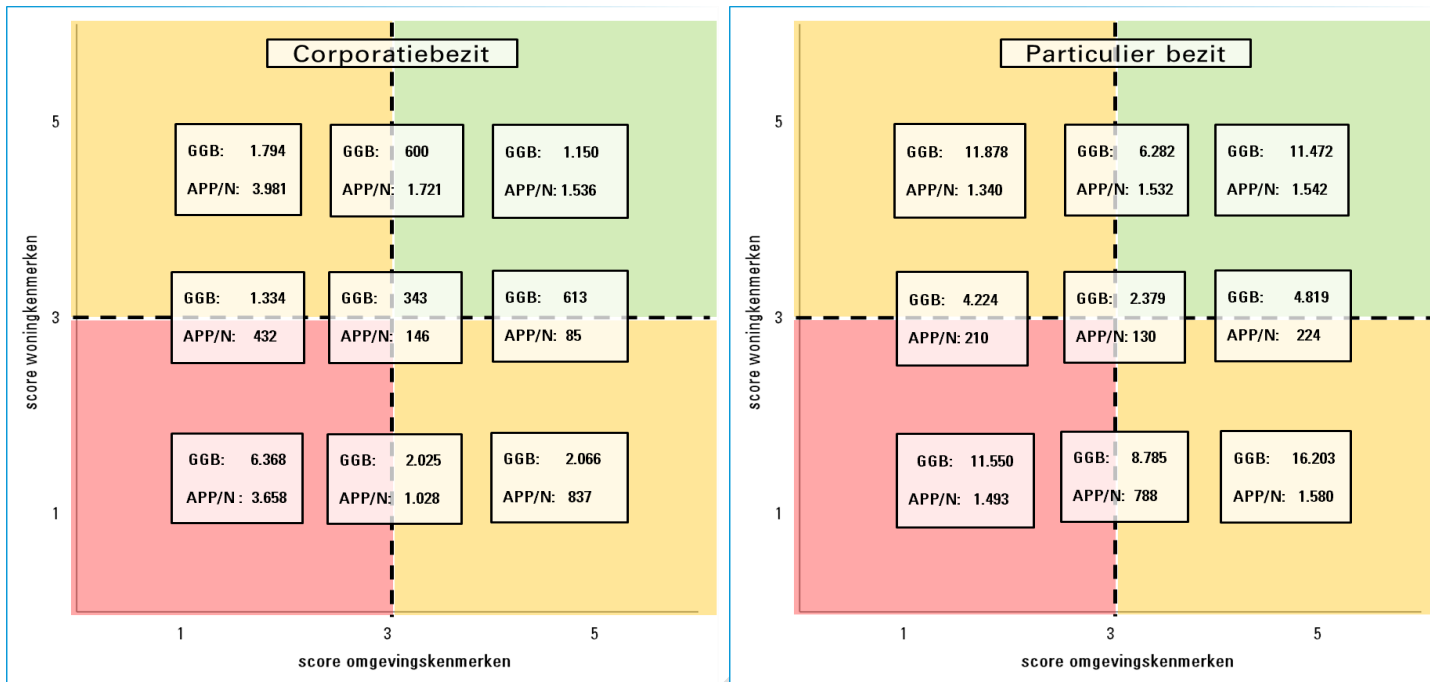 Corporatiebezit
5
GGB: 1.794
APP/N: 3.981
GGB: 600
APP/N: 1.721
GGB: 1.150
APP/N: 1.536
score woningkenmerken
3
GGB: 1.334
APP/N: 432
GGB: 343
APP/N: 146
GGB: 613
APP/N: 85
1
GGB: 6.368
APP/N : 3.658
GGB: 2.025
APP/N: 1.028
GGB: 2.066
APP/N: 837
1 3 5
score omgevingskenmerken
Particulier bezit
5
GGB: 11.878
APP/N: 1.340
GGB: 6.282
APP/N: 1.532
GGB: 11.472
APP/N: 1.542
score woningkenmerken
3
GGB: 4.224
APP/N: 210
GGB: 2.379
APP/N: 130
GGB: 4.819
APP/N: 224
1
GGB: 11.550
APP/N: 1.493
GGB: 8.785
APP/N: 788
GGB: 16.203
APP/N: 1.580
1 3 5
score omgevingskenmerken